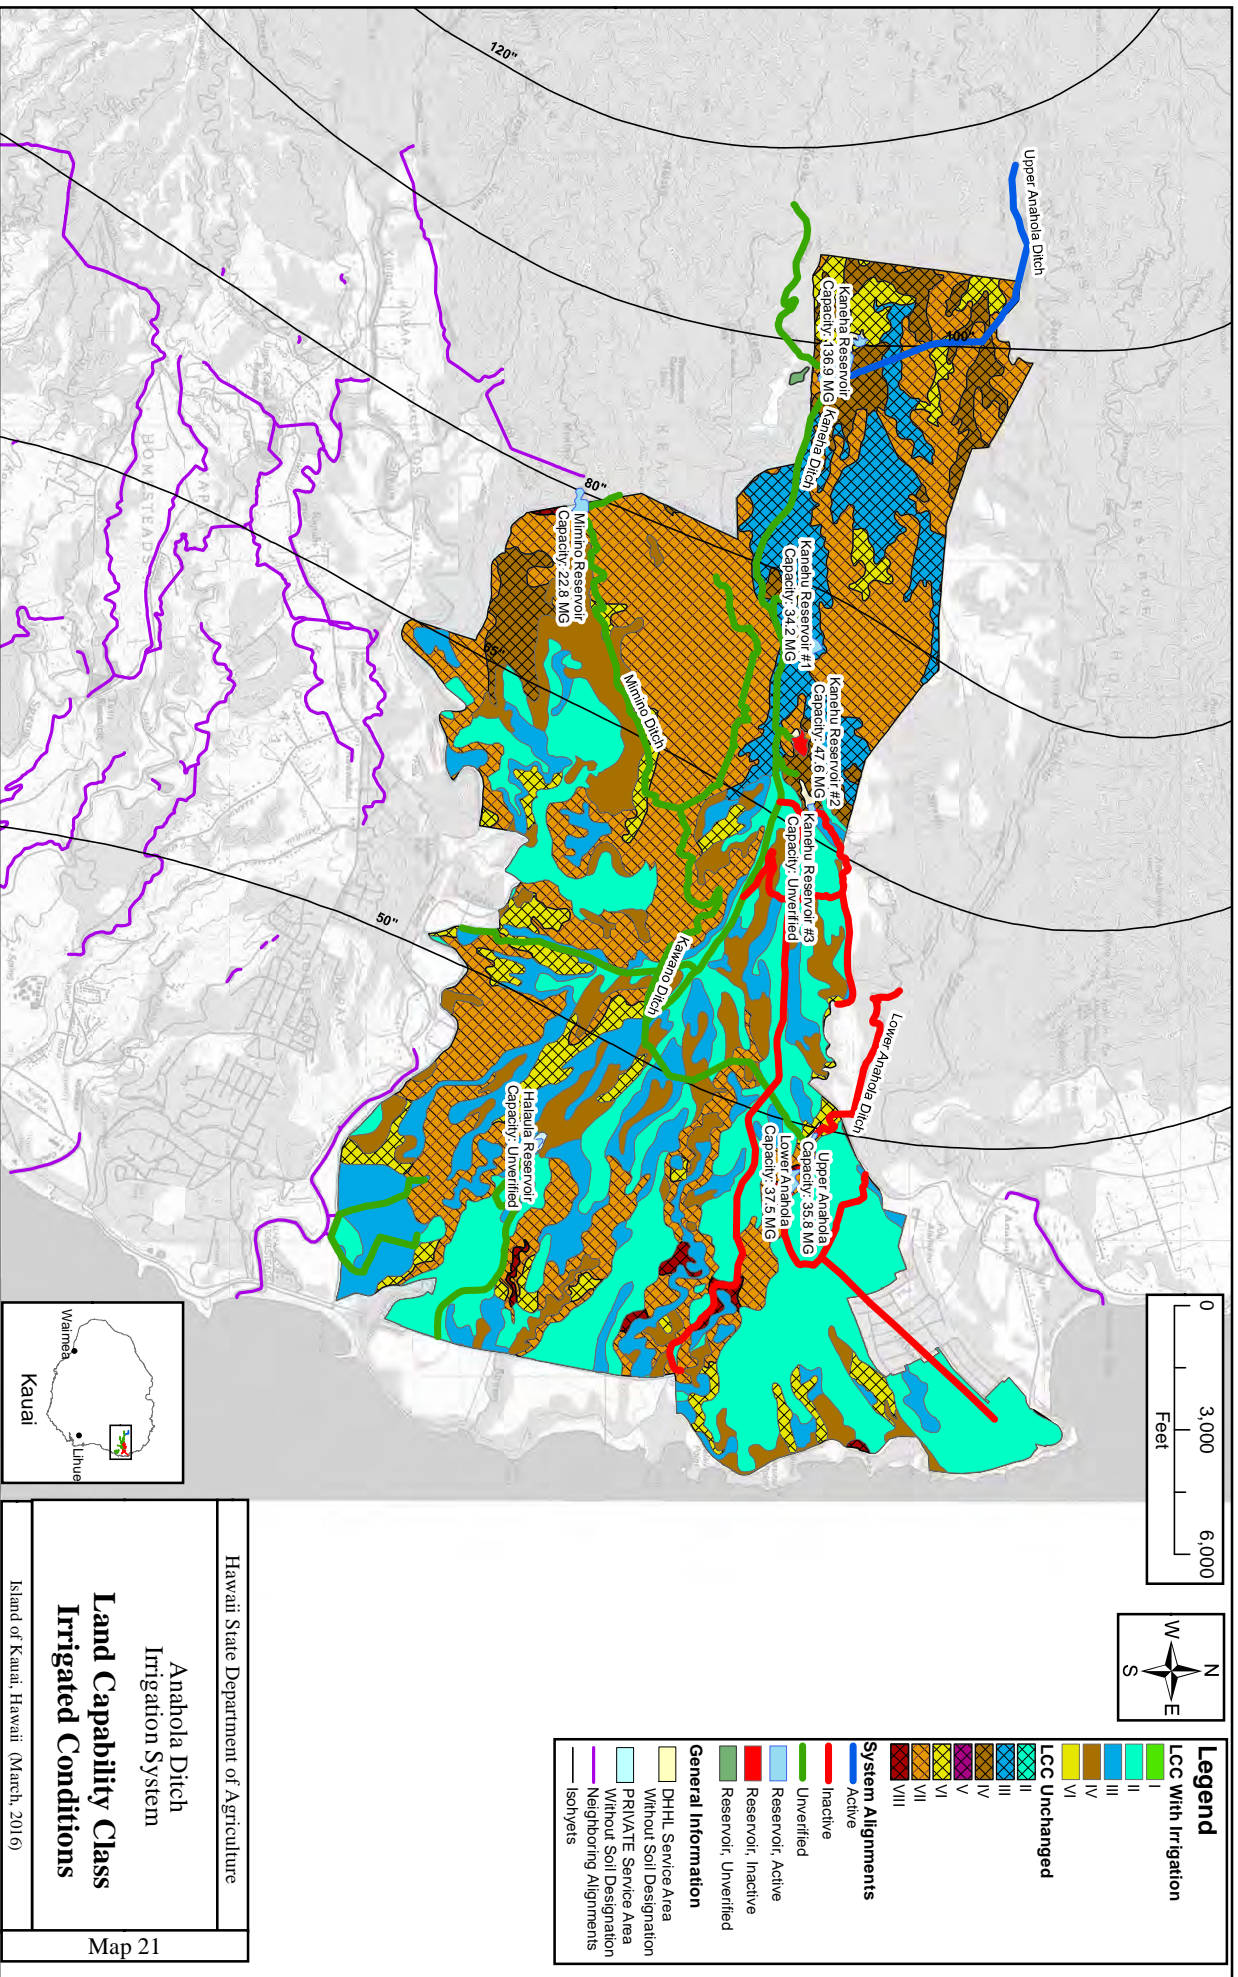 Upper Anahola Ditch
120"
100"
Kaneha Reservoir
Capacity: 136.9 MG
Kaneha Ditch
80"
Mimino Reservoir
Capacity: 22.8 MG
Kanehu Reservoir #1
Capacity: 34.2 MG
65"
Mimino Ditch
Kanehu Reservoir #2
Capacity: 47.6 MG
Kanehu Reservoir #3
Capacity: Unverified
50"
Kawano Ditch
Lower Anahola Ditch
Halaula Reservoir
Capacity: Unverified
Upper Anahola
Capacity: 35.8 MG
Lower Anahola
Capacity: 37.5 MG
HOMESTEAD
0 3,000 6,000
Feet
N
W E
S
Waimea
Lihue
Kauai
Legend
LCC With Irrigation
I
II
III
IV
VI
LCC Unchanged
II
III
IV
V
VI
VII
VIII
System Alignments
Active
Inactive
Unverified
Reservoir, Active
Reservoir, Inactive
Reservoir, Unverified
General Information
DHHL Service Area
Without Soil Designation
PRIVATE Service Area
Without Soil Designation
Neighboring Alignments
Isohyets
Hawaii State Department of Agriculture
Anahola Ditch
Irrigation System
Land Capability Class
Irrigated Conditions
Island of Kauai, Hawaii (March, 2016)
Map 21